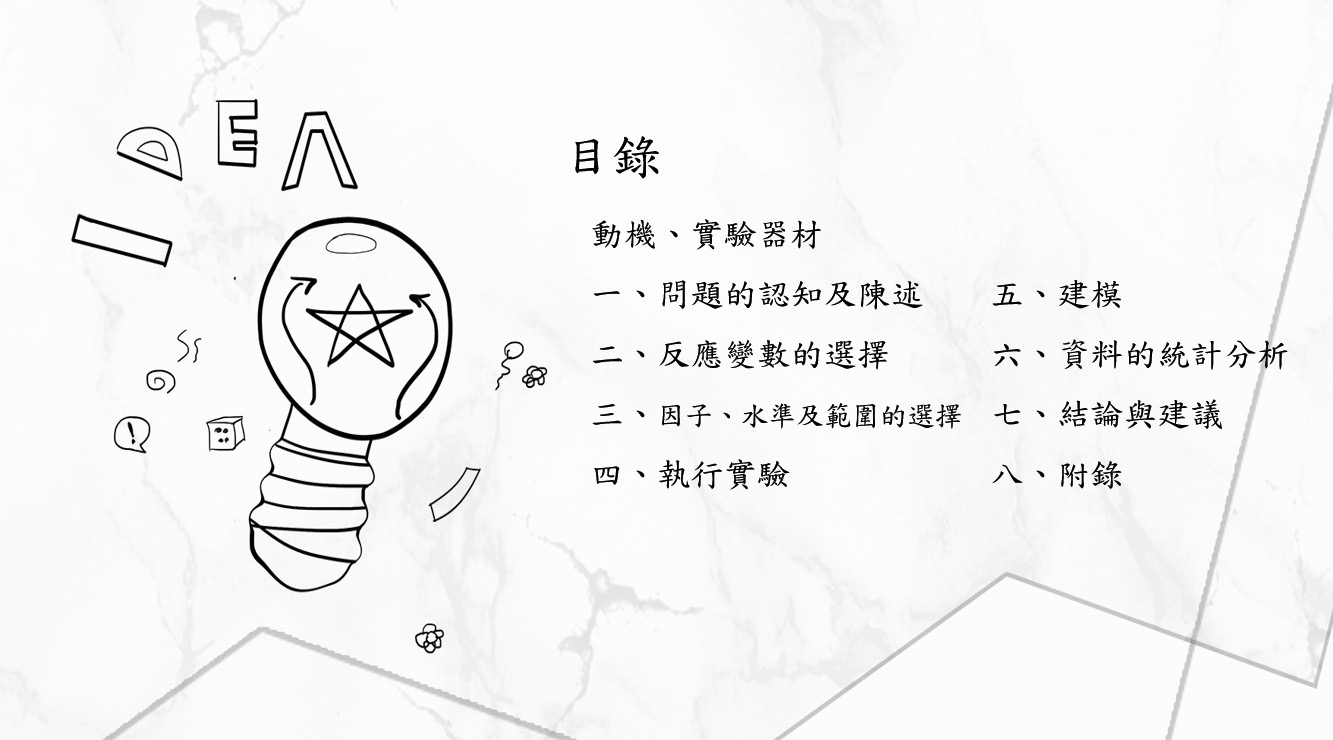 IDEA
目錄
動機、實驗器材
一、問題的認知及陳述
二、反應變數的選擇
三、因子、水準及範圍的選擇
四、執行實驗
五、建模
六、資料的統計分析
七、結論與建議
八、附錄